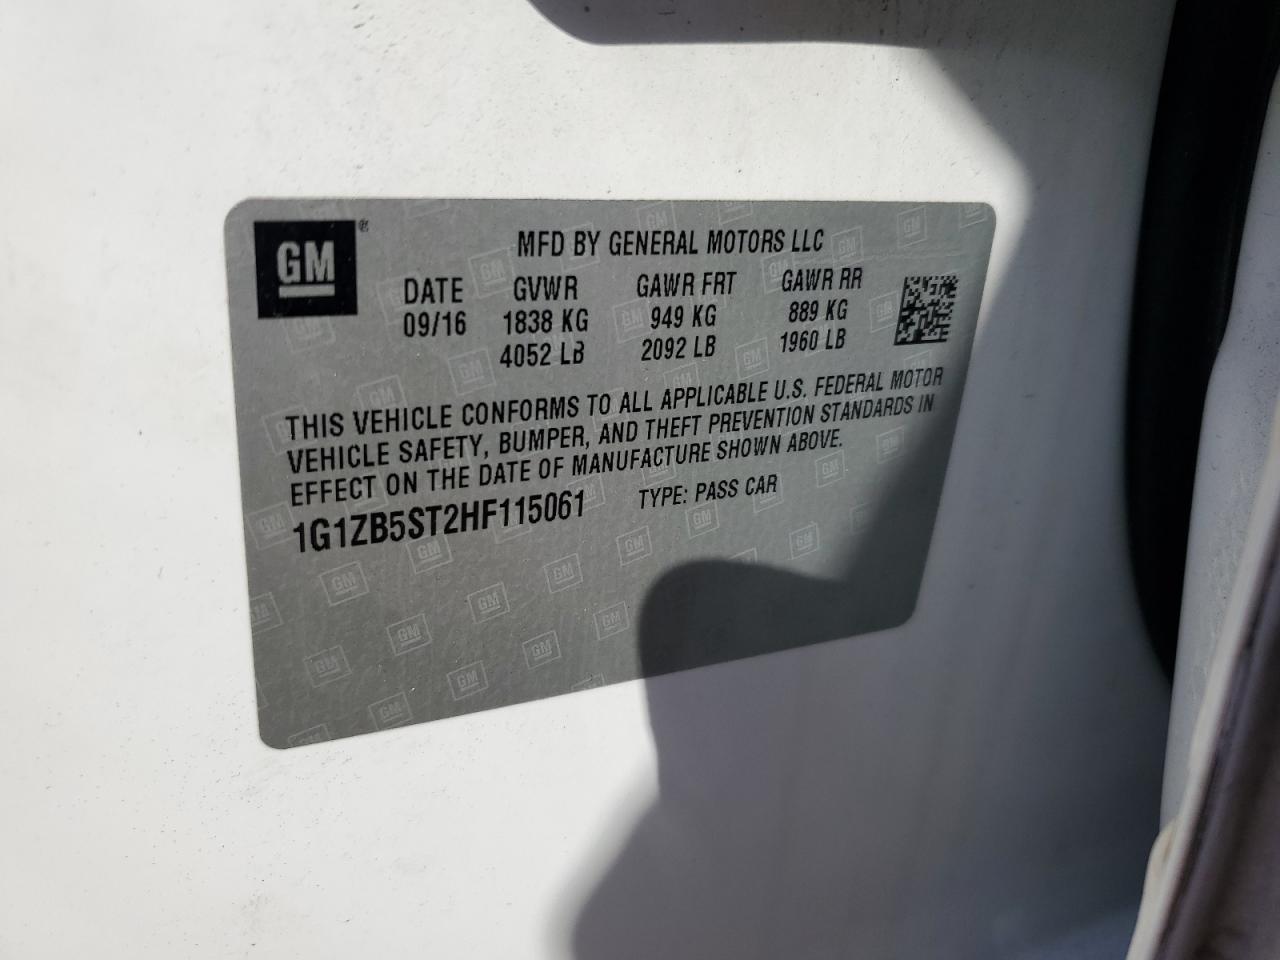 GM ®
MFD BY GENERAL MOTORS LLC
DATE GVWR GAWR FRT GAWR RR
09/16 1838 KG 949 KG 889 KG
4052 LB 2092 LB 1960 LB
THIS VEHICLE CONFORMS TO ALL APPLICABLE U.S. FEDERAL MOTOR
VEHICLE SAFETY, BUMPER, AND THEFT PREVENTION STANDARDS IN
EFFECT ON THE DATE OF MANUFACTURE SHOWN ABOVE.
1G1ZB5ST2HF115061 TYPE: PASS CAR